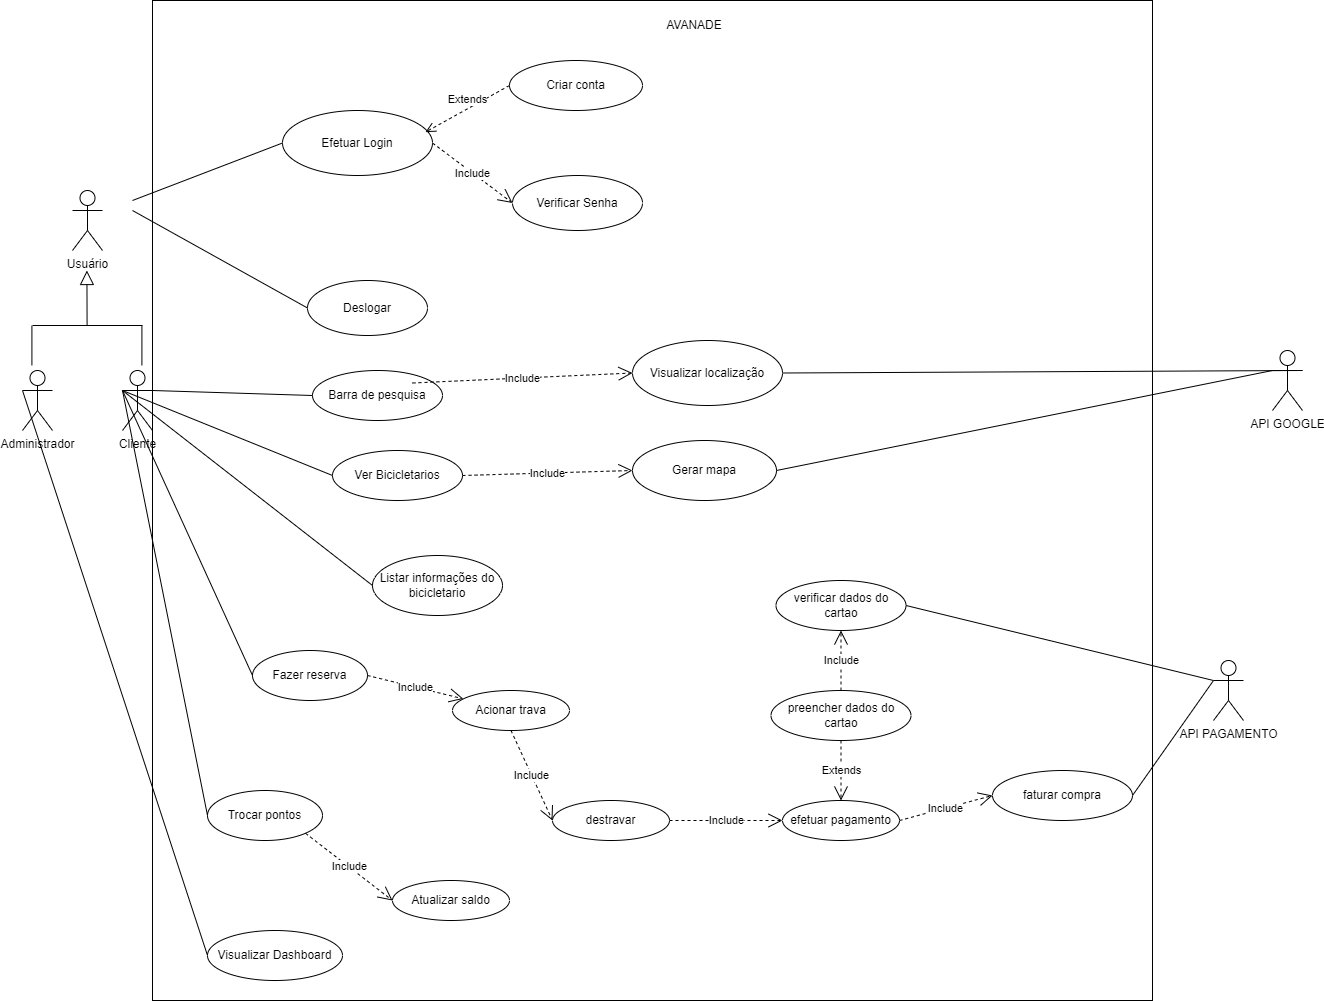 AVANADE
Criar conta
Extends
Efetuar Login
Include
Verificar Senha
Usuário
Deslogar
Visualizar localização
Include
Barra de pesquisa
API GOOGLE
Administrador
Cliente
Ver Bicicletarios
Include
Gerar mapa
Listar informações do
bicicletario
verificar dados do
cartao
Include
Fazer reserva
Include
Acionar trava
preencher dados do
cartao
API PAGAMENTO
Include
Extends
faturar compra
Include
Trocar pontos
destravar
Include
efetuar pagamento
Include
Atualizar saldo
Visualizar Dashboard